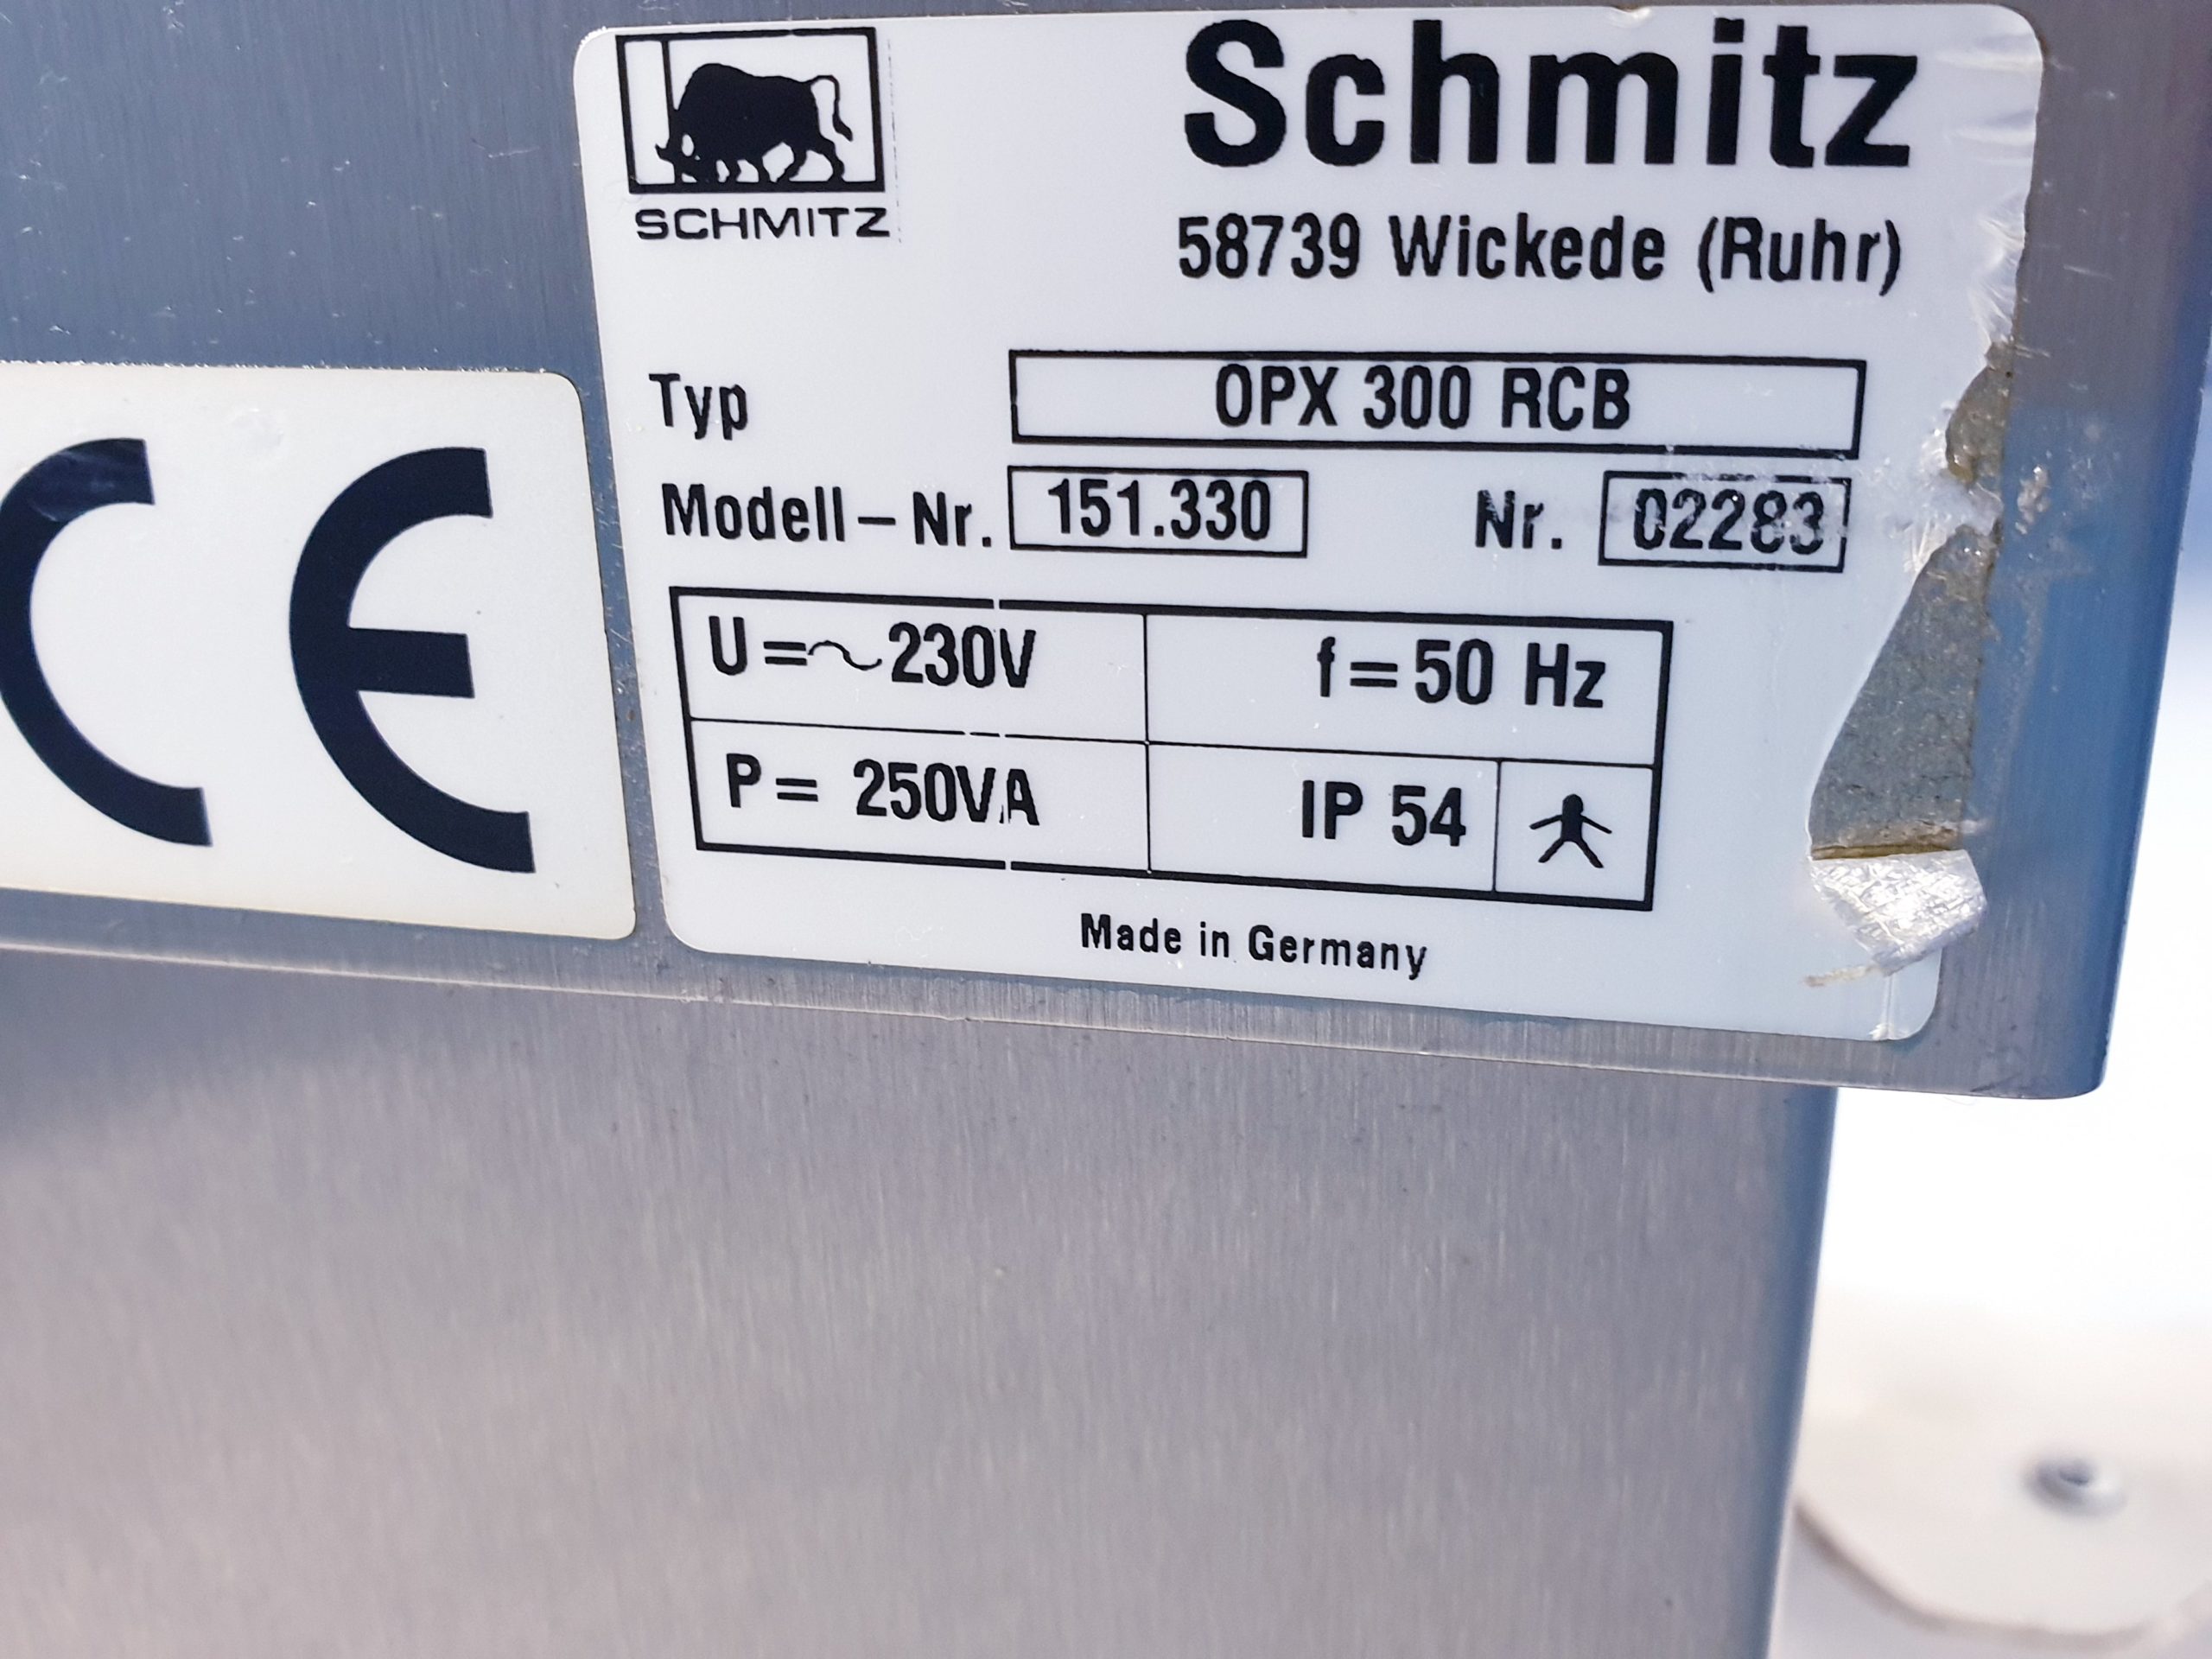 SCHMITZ
Schmitz
58739 Wickede (Ruhr)
Typ OPX 300 RCB
Modell-Nr. 151.330 Nr. 02283
U=~230V f=50 Hz
P= 250VA IP 54
Made in Germany
CE